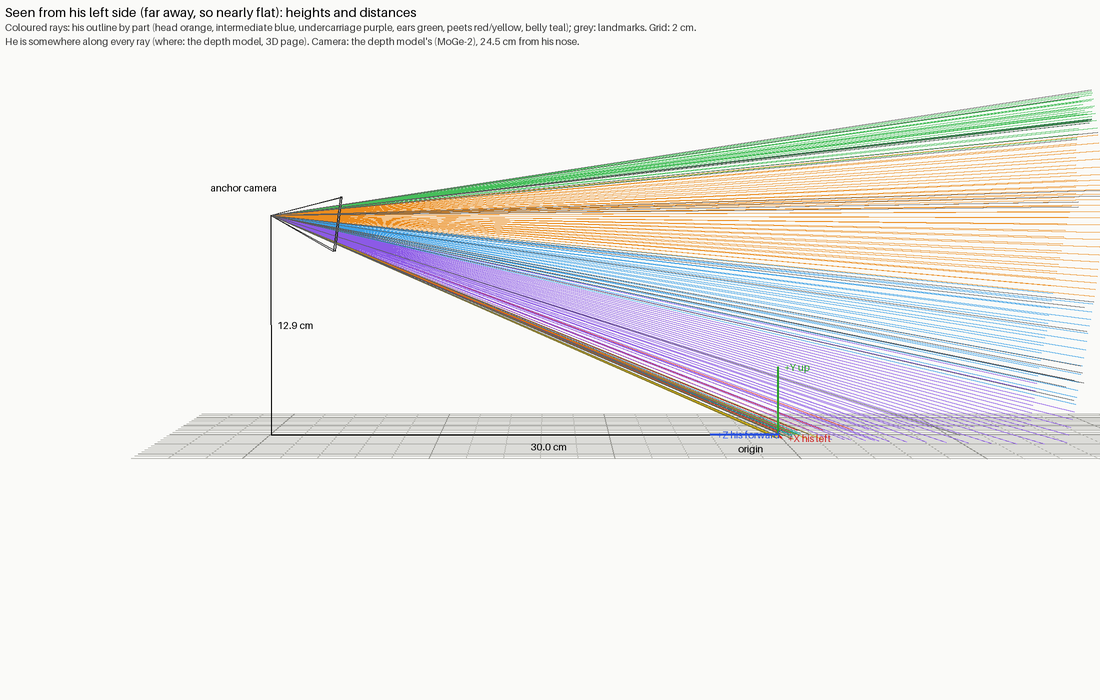 Seen from his left side (far away, so nearly flat): heights and distances
Coloured rays: his outline by part (head orange, intermediate blue, undercarriage purple, ears green, peets red/yellow, belly teal); grey: landmarks. Grid: 2 cm.
He is somewhere along every ray (where: the depth model, 3D page). Camera: the depth model's (MoGe-2), 24.5 cm from his nose.
anchor camera
12.9 cm
+Y up
+Z his forward
+X his left
30.0 cm
origin